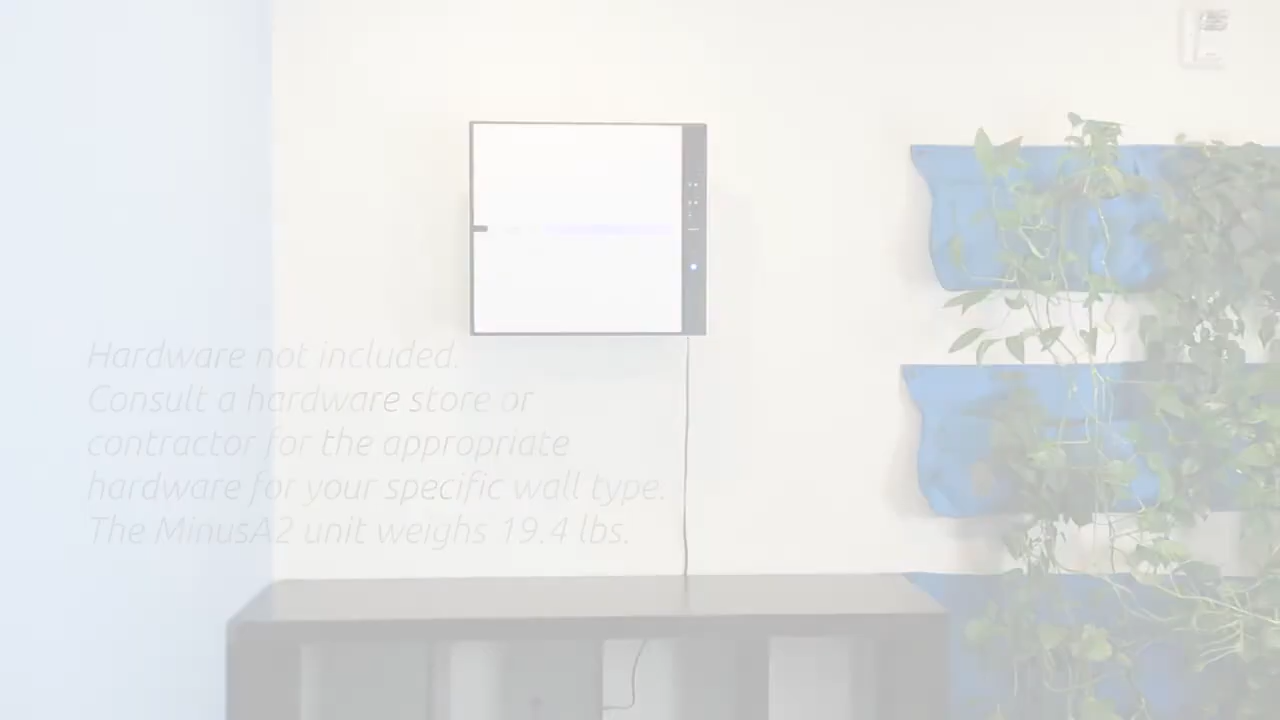 Hardware not included.
Consult a hardware store or
contractor for the appropriate
hardware for your specific wall type.
The MinusA2 unit weighs 19.4 lbs.